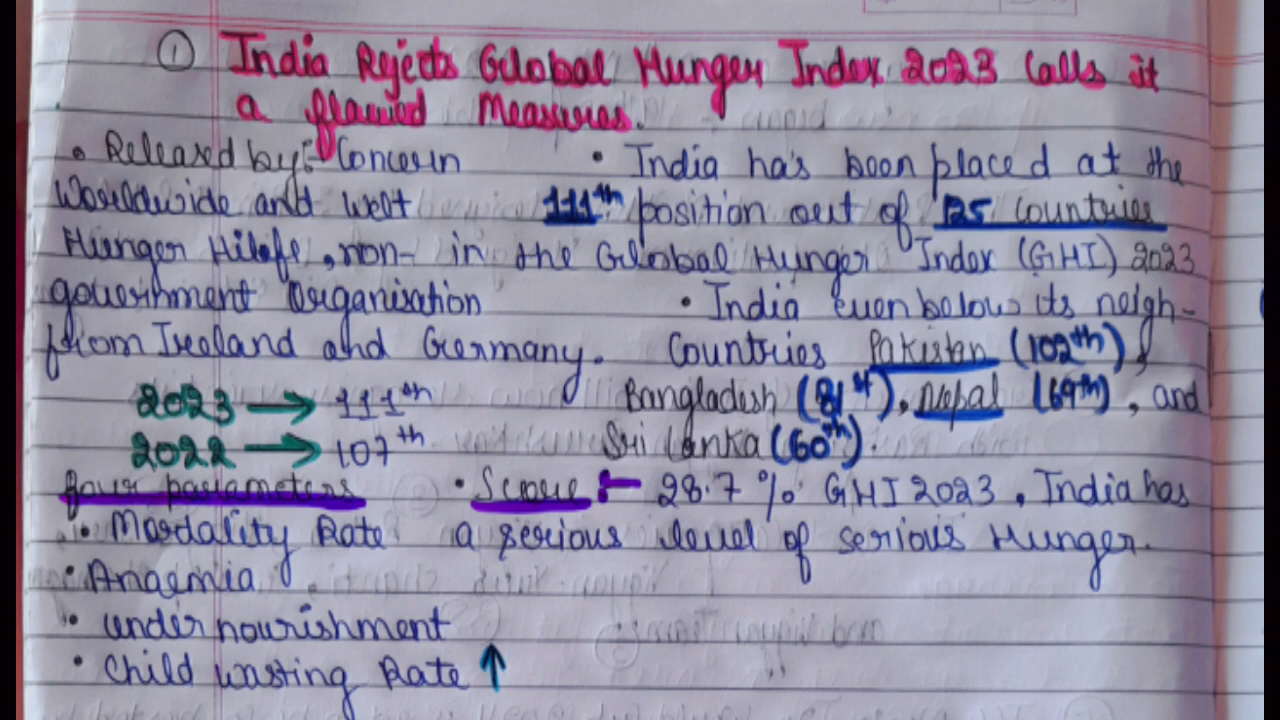 ① India Rejects Global Hunger Index 2023 Calls it
a flawed Measures.
• Released by:- Concern
Worldwide and Welt
Hunger Hilefe, non-
government Organisation
from Ireland and Germany.
2023 → 111th
2022 → 107th
four parameters
• Mordality Rate
• Anaemia
• undernourishment
• Child wasting Rate ↑
• India has been placed at the
111th position out of 125 Countries
in the Global Hunger Index (GHI) 2023
• India even below its neigh-
Countries Pakistan (102th),
Bangladesh (81st), Nepal (69th), and
Sri Lanka (60th).
• Score :- 28.7% GHI 2023, India has
a serious level of serious Hunger.